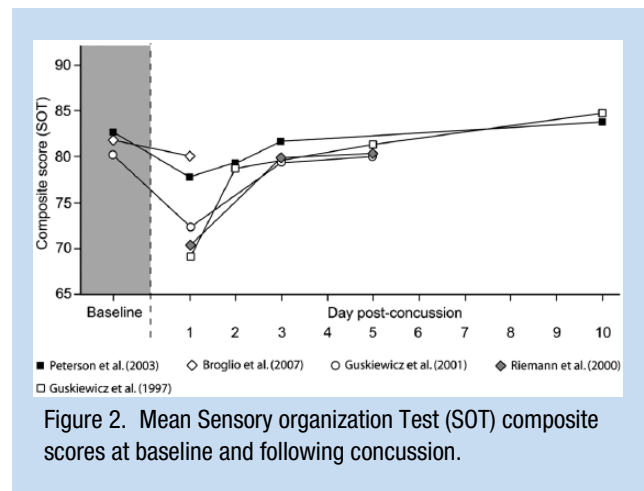 90
85
80
75
70
65
Composite score (SOT)
Baseline
Day post-concussion
1 2 3 4 5 6 7 8 9 10
■ Peterson et al. (2003) ◇ Broglio et al. (2007) ○ Guskiewicz et al. (2001) ◈ Riemann et al. (2000)
□ Guskiewicz et al. (1997)
Figure 2. Mean Sensory organization Test (SOT) composite
scores at baseline and following concussion.